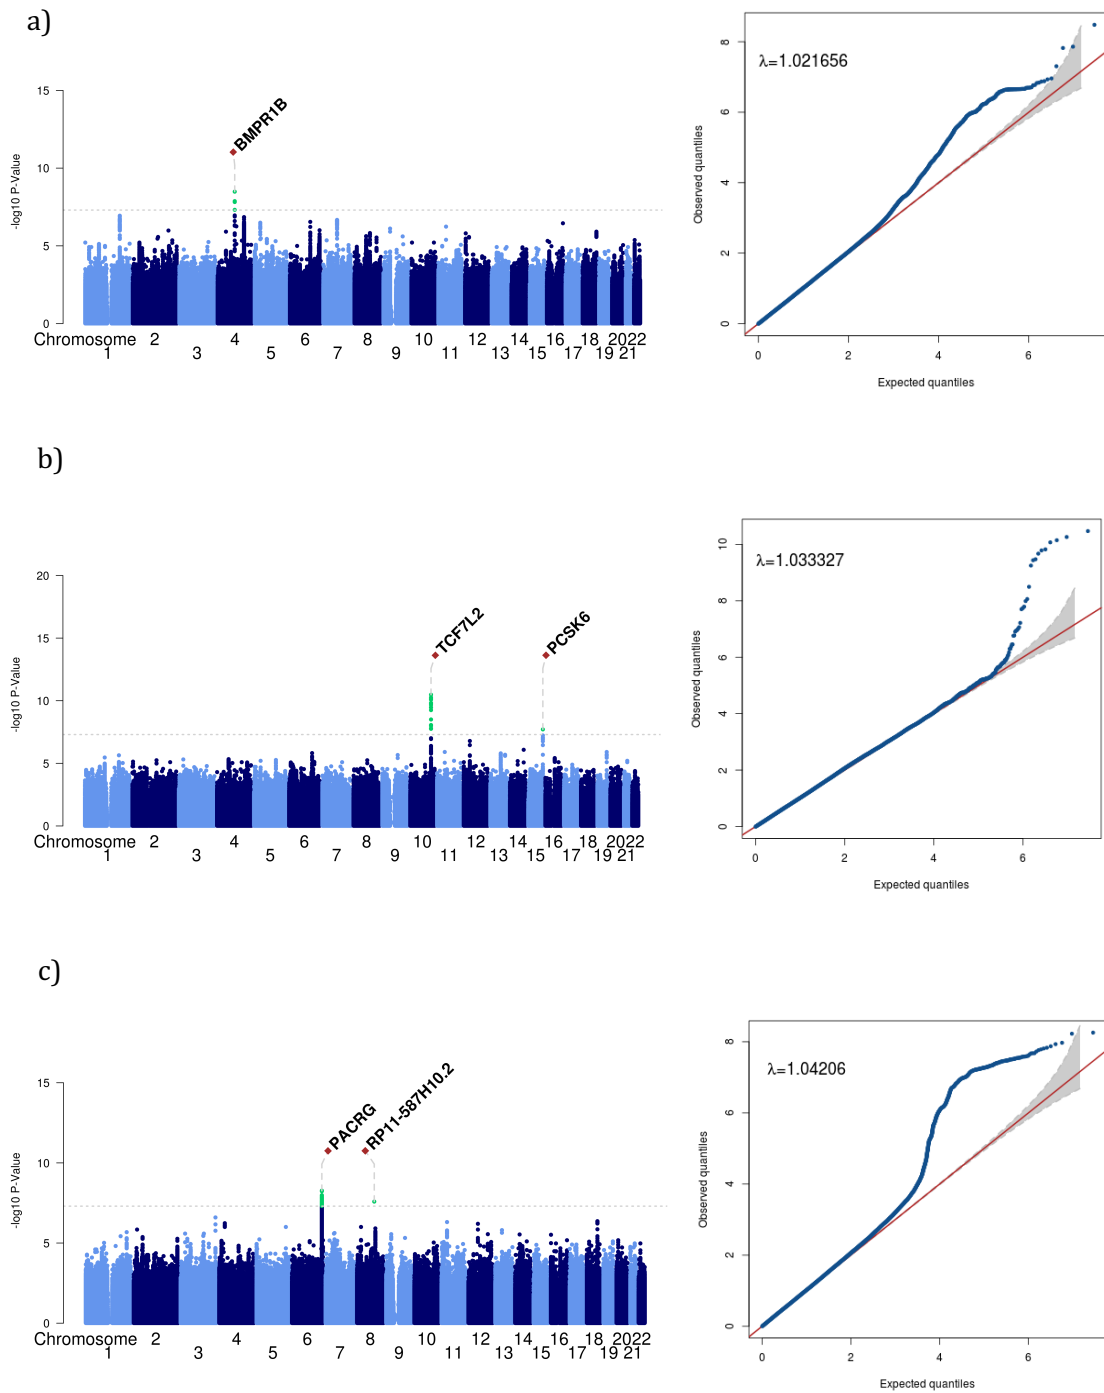 a)
15
10
5
0
-log10 P-Value
BMPR1B
Chromosome
1 2 3 4 5 6 7 8 9 10 11 12 13 14 15 16 17 18 19 20 21 22
λ=1.021656
8
6
4
2
0
Observed quantiles
0 2 4 6
Expected quantiles
b)
20
15
10
5
0
-log10 P-Value
TCF7L2
PCSK6
Chromosome
1 2 3 4 5 6 7 8 9 10 11 12 13 14 15 16 17 18 19 20 21 22
λ=1.033327
10
8
6
4
2
0
Observed quantiles
0 2 4 6
Expected quantiles
c)
15
10
5
0
-log10 P-Value
PACRG
RP11-587H10.2
Chromosome
1 2 3 4 5 6 7 8 9 10 11 12 13 14 15 16 17 18 19 20 21 22
λ=1.04206
8
6
4
2
0
Observed quantiles
0 2 4 6
Expected quantiles